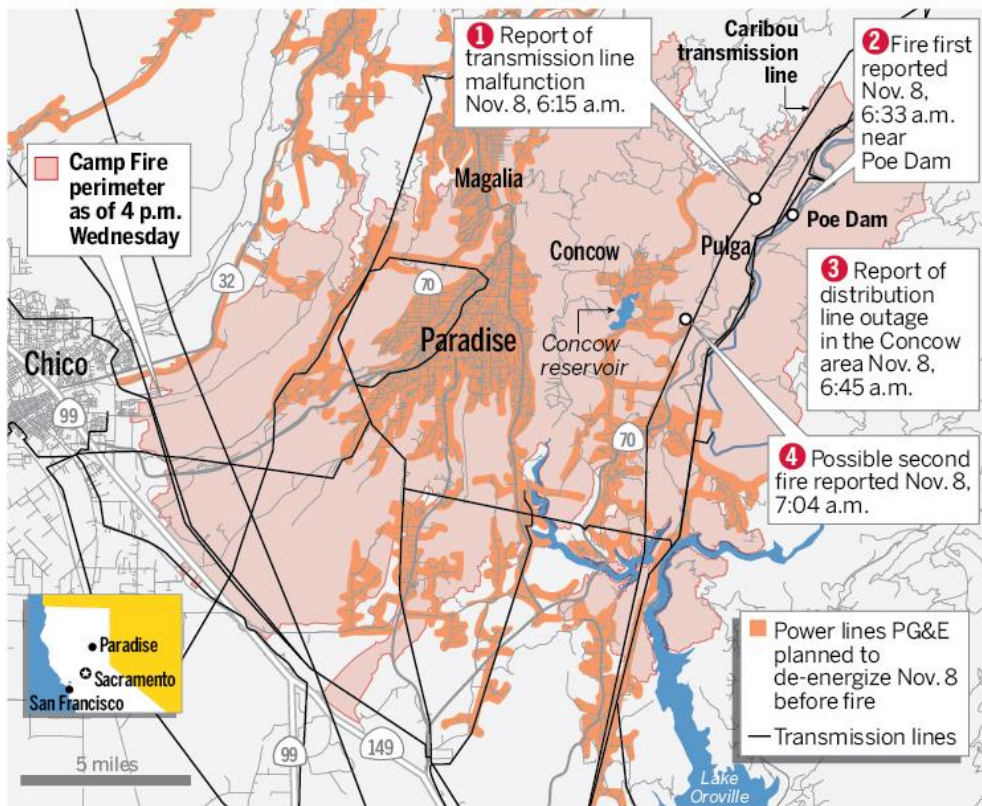 1 Report of
transmission line
malfunction
Nov. 8, 6:15 a.m.
Caribou
transmission
line
2 Fire first
reported
Nov. 8,
6:33 a.m.
near
Poe Dam
Camp Fire
perimeter
as of 4 p.m.
Wednesday
Magalia
Concow
Pulga
Poe Dam
32
70
Paradise
Concow
reservoir
Chico
99
3 Report of
distribution
line outage
in the Concow
area Nov. 8,
6:45 a.m.
70
4 Possible second
fire reported Nov. 8,
7:04 a.m.
Paradise
Sacramento
San Francisco
5 miles
99
149
Lake
Oroville
Power lines PG&E
planned to
de-energize Nov. 8
before fire
Transmission lines